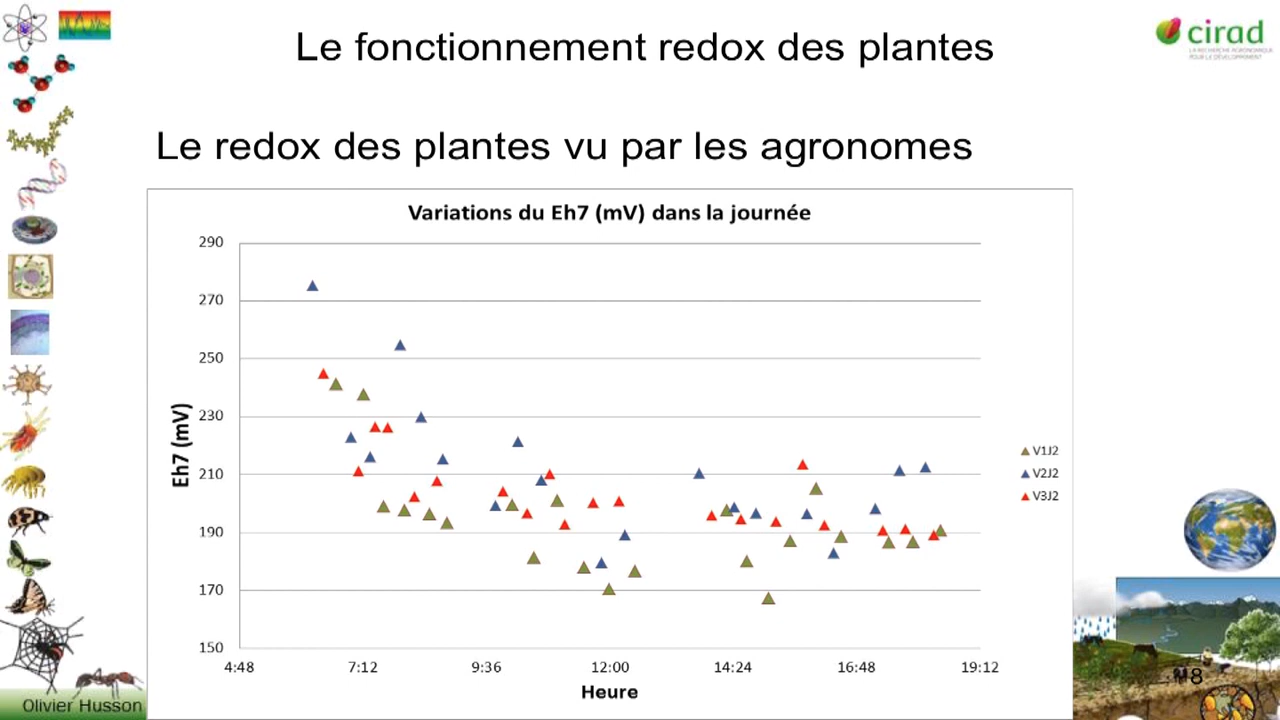 Le fonctionnement redox des plantes
cirad
LA RECHERCHE AGRONOMIQUE
POUR LE DÉVELOPPEMENT
Le redox des plantes vu par les agronomes
Variations du Eh7 (mV) dans la journée
290
270
250
230
210
190
170
150
Eh7 (mV)
4:48 7:12 9:36 12:00 14:24 16:48 19:12
Heure
V1J2
V2J2
V3J2
Olivier Husson